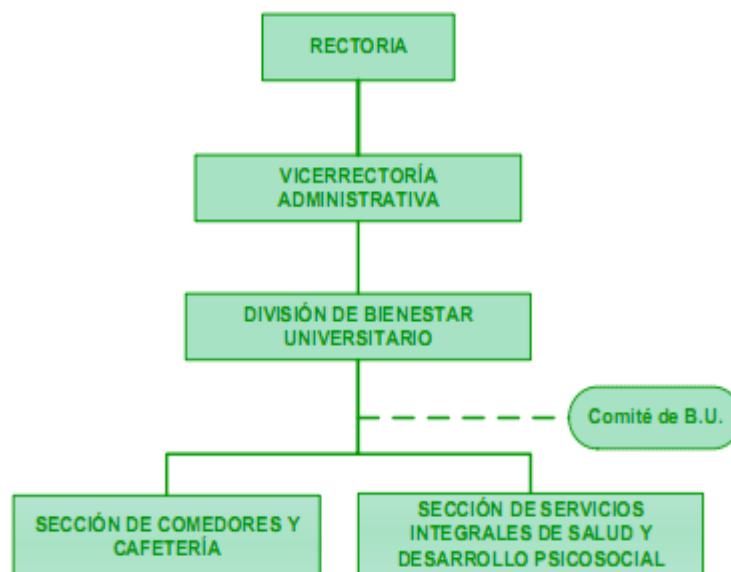 RECTORIA
VICERRECTORÍA
ADMINISTRATIVA
DIVISIÓN DE BIENESTAR
UNIVERSITARIO
Comité de B.U.
SECCIÓN DE COMEDORES Y
CAFETERÍA
SECCIÓN DE SERVICIOS
INTEGRALES DE SALUD Y
DESARROLLO PSICOSOCIAL